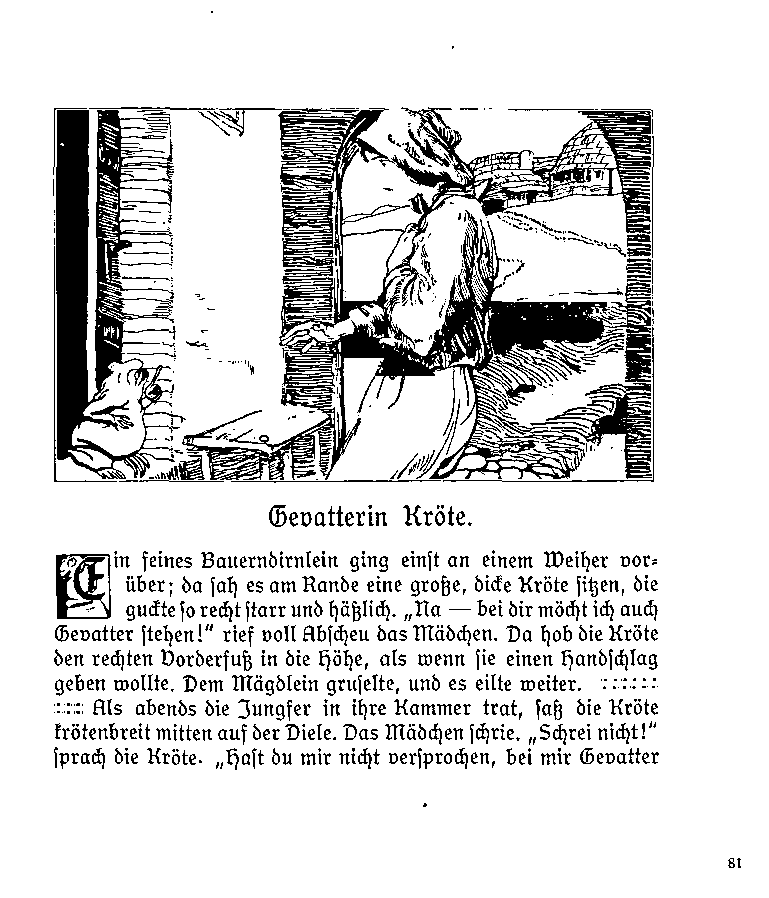 Gevatterin Kröte.
Ein feines Bauerndirnlein ging einst an einem Weiher vor=
über; da sah es am Rande eine große, dicke Kröte sitzen, die
guckte so recht starr und häßlich. „Na — bei dir möcht ich auch
Gevatter stehen!" rief voll Abscheu das Mädchen. Da hob die Kröte
den rechten Vorderfuß in die Höhe, als wenn sie einen Handschlag
geben wollte. Dem Mägdlein gruselte, und es eilte weiter. :::::::
:::: Als abends die Jungfer in ihre Kammer trat, saß die Kröte
krötenbreit mitten auf der Diele. Das Mädchen schrie. „Schrei nicht!"
sprach die Kröte. „Hast du mir nicht versprochen, bei mir Gevatter
81